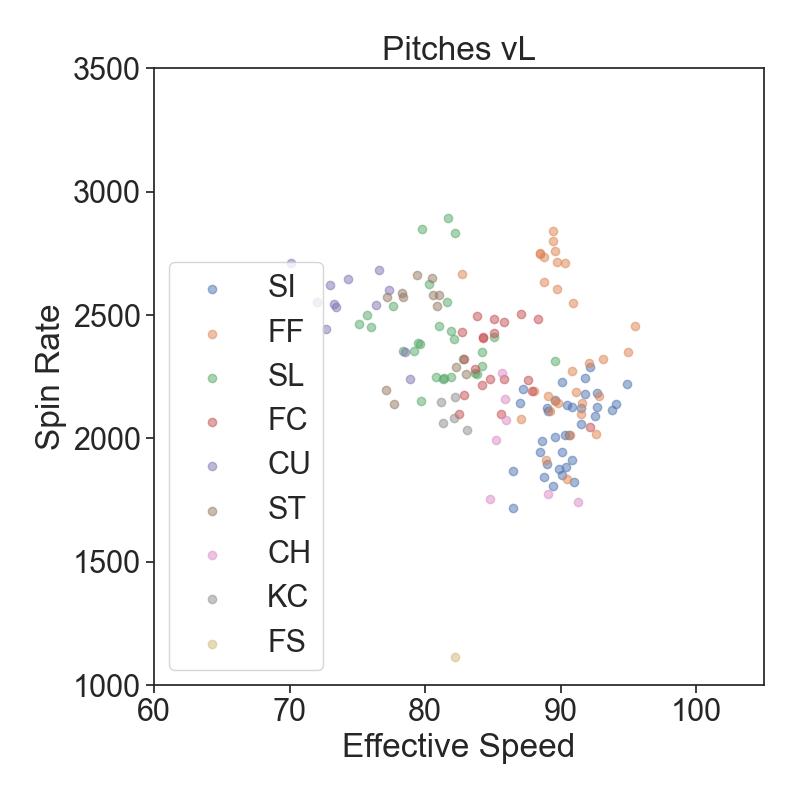 Pitches vL
3500
3000
2500
2000
1500
1000
Spin Rate
SI
FF
SL
FC
CU
ST
CH
KC
FS
60 70 80 90 100
Effective Speed